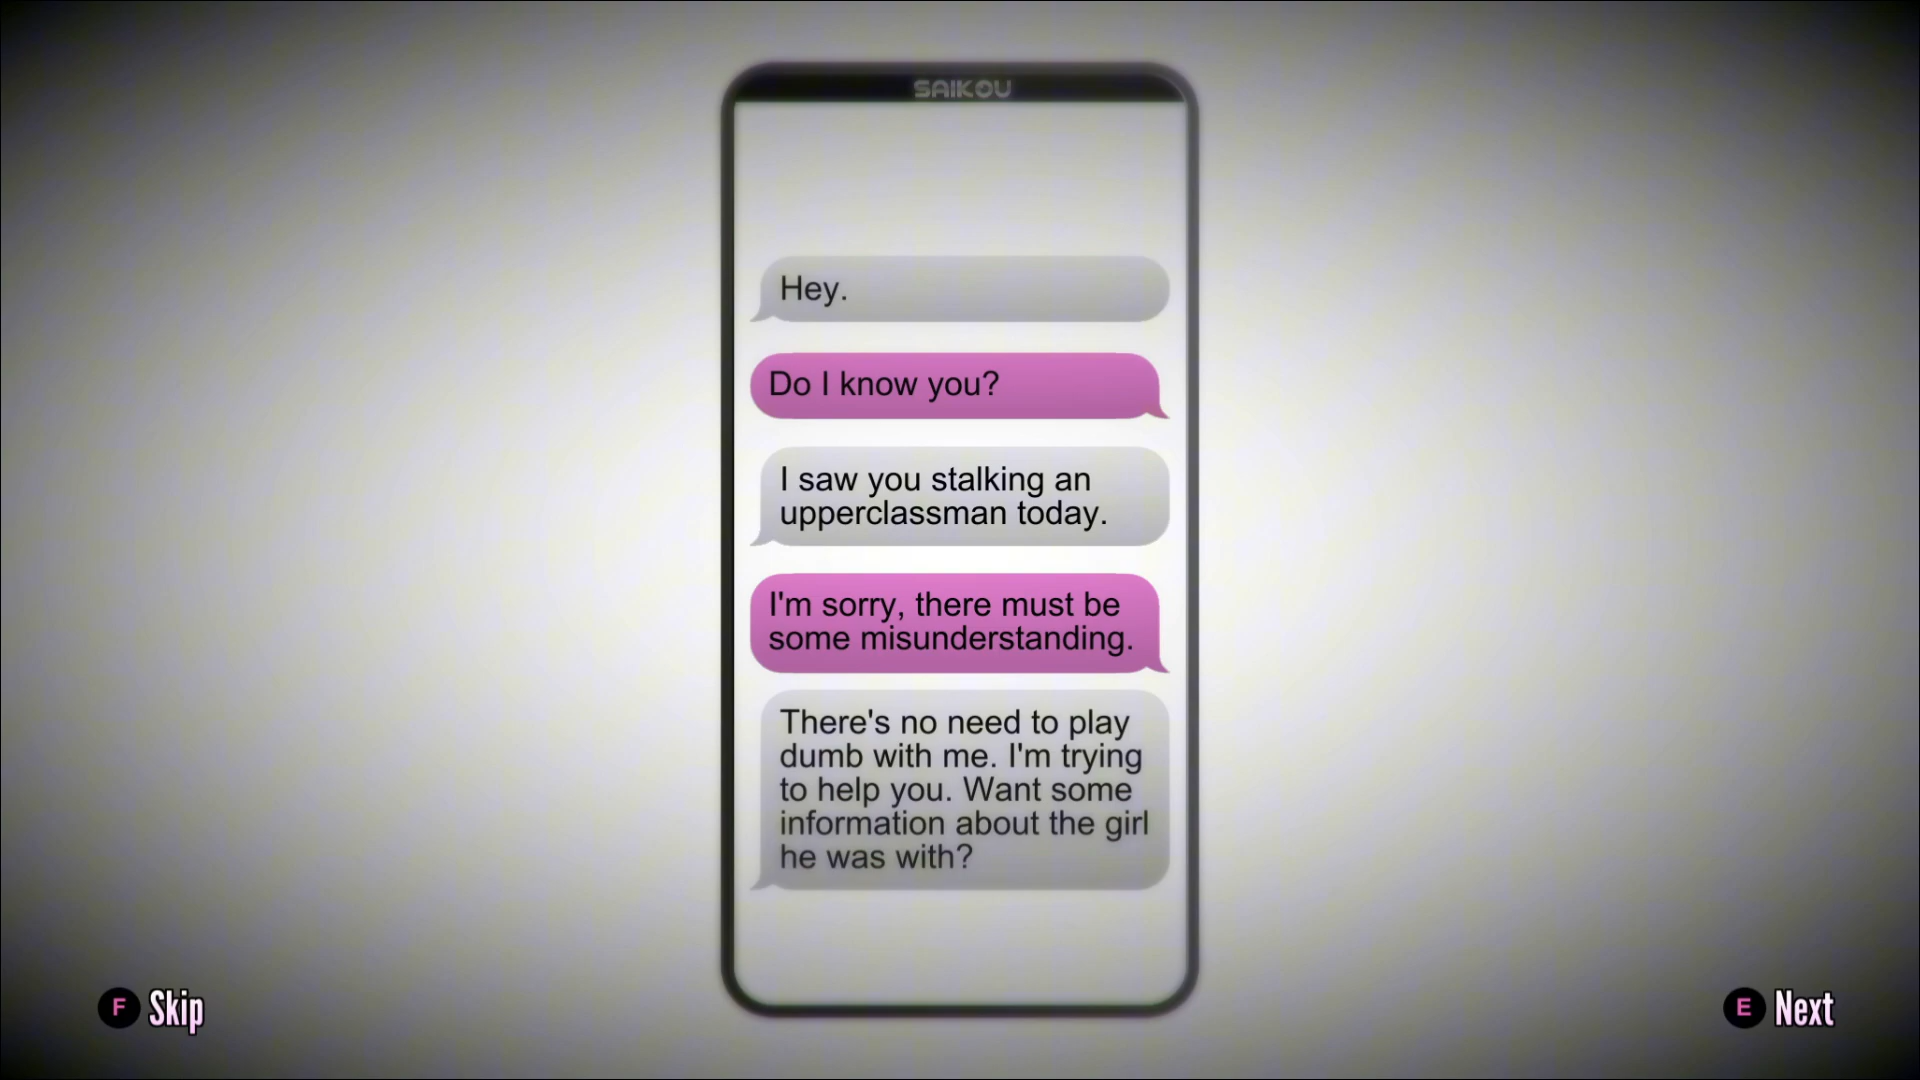 SAIKOU
Hey.
Do I know you?
I saw you stalking an
upperclassman today.
I'm sorry, there must be
some misunderstanding.
There's no need to play
dumb with me. I'm trying
to help you. Want some
information about the girl
he was with?
F Skip
E Next